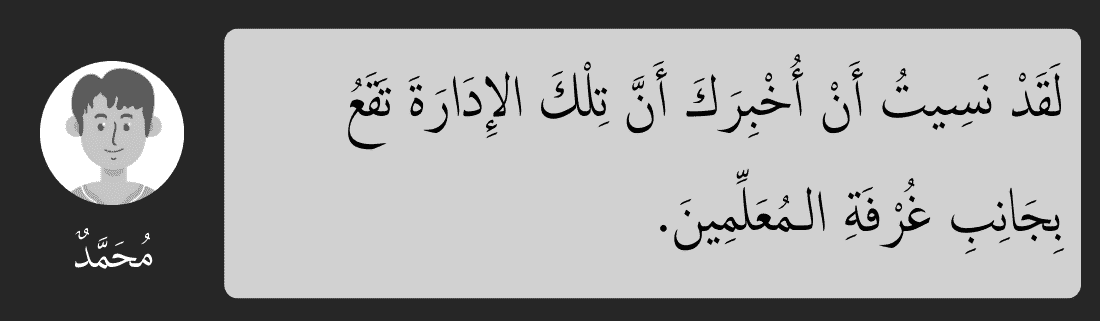 لَقَدْ نَسِيتُ أَنْ أُخْبِرَكَ أَنَّ تِلْكَ الإِدَارَةَ تَقَعُ
بِجَانِبِ غُرْفَةِ الـمُعَلِّمِينَ.
مُحَمَّدٌ